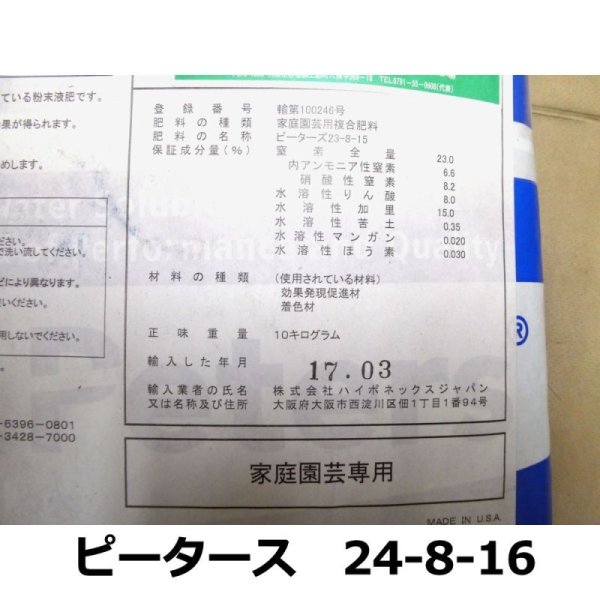 TEL.0791-55-0600(代表)
ている粉末液肥です。
果が得られます。
めします。
ださい。
で洗い流してください。
どにより異なります。
いください。
用しないでください。
-6396-0801
-3428-7000
登録番号 輸第100246号
肥料の種類 家庭園芸用複合肥料
肥料の名称 ピーターズ23-8-15
保証成分量(%) 窒素全量 23.0
内アンモニア性窒素 6.6
硝酸性窒素 8.2
水溶性りん酸 8.0
水溶性加里 15.0
水溶性苦土 0.35
水溶性マンガン 0.020
水溶性ほう素 0.030
材料の種類 (使用されている材料)
効果発現促進材
着色材
正味重量 10キログラム
輸入した年月 17.03
輸入業者の氏名 株式会社ハイポネックスジャパン
又は名称及び住所 大阪府大阪市西淀川区佃1丁目1番94号
家庭園芸専用
MADE IN U.S.A.
®
ピータース 24-8-16